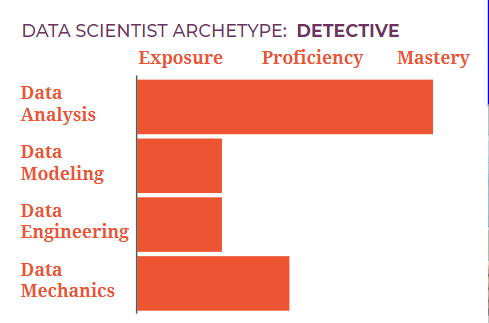 DATA SCIENTIST ARCHETYPE: DETECTIVE
Exposure Proficiency Mastery
Data
Analysis
Data
Modeling
Data
Engineering
Data
Mechanics